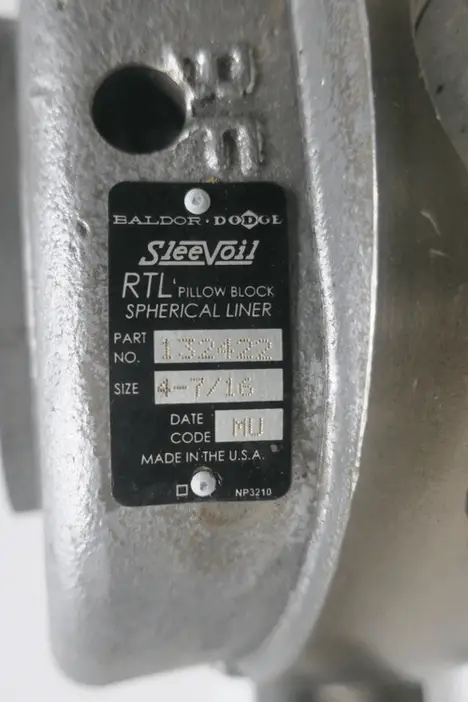 BALDOR · DODGE
SleeVoil
RTL PILLOW BLOCK
SPHERICAL LINER
PART NO. 132422
SIZE 4-7/16
DATE CODE MU
MADE IN THE U.S.A.
NP3210